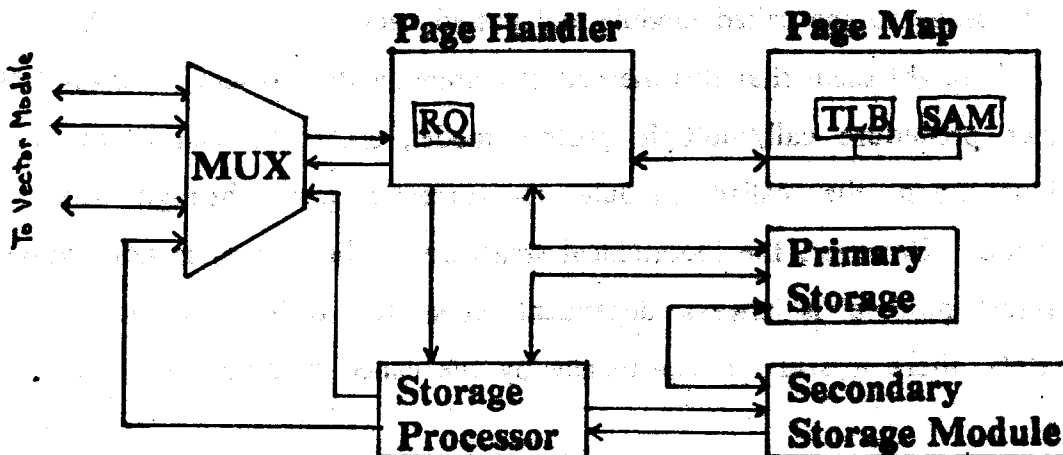 Page Handler
Page Map
To Vector Module
MUX
RQ
TLB
SAM
Primary
Storage
Storage
Processor
Secondary
Storage Module